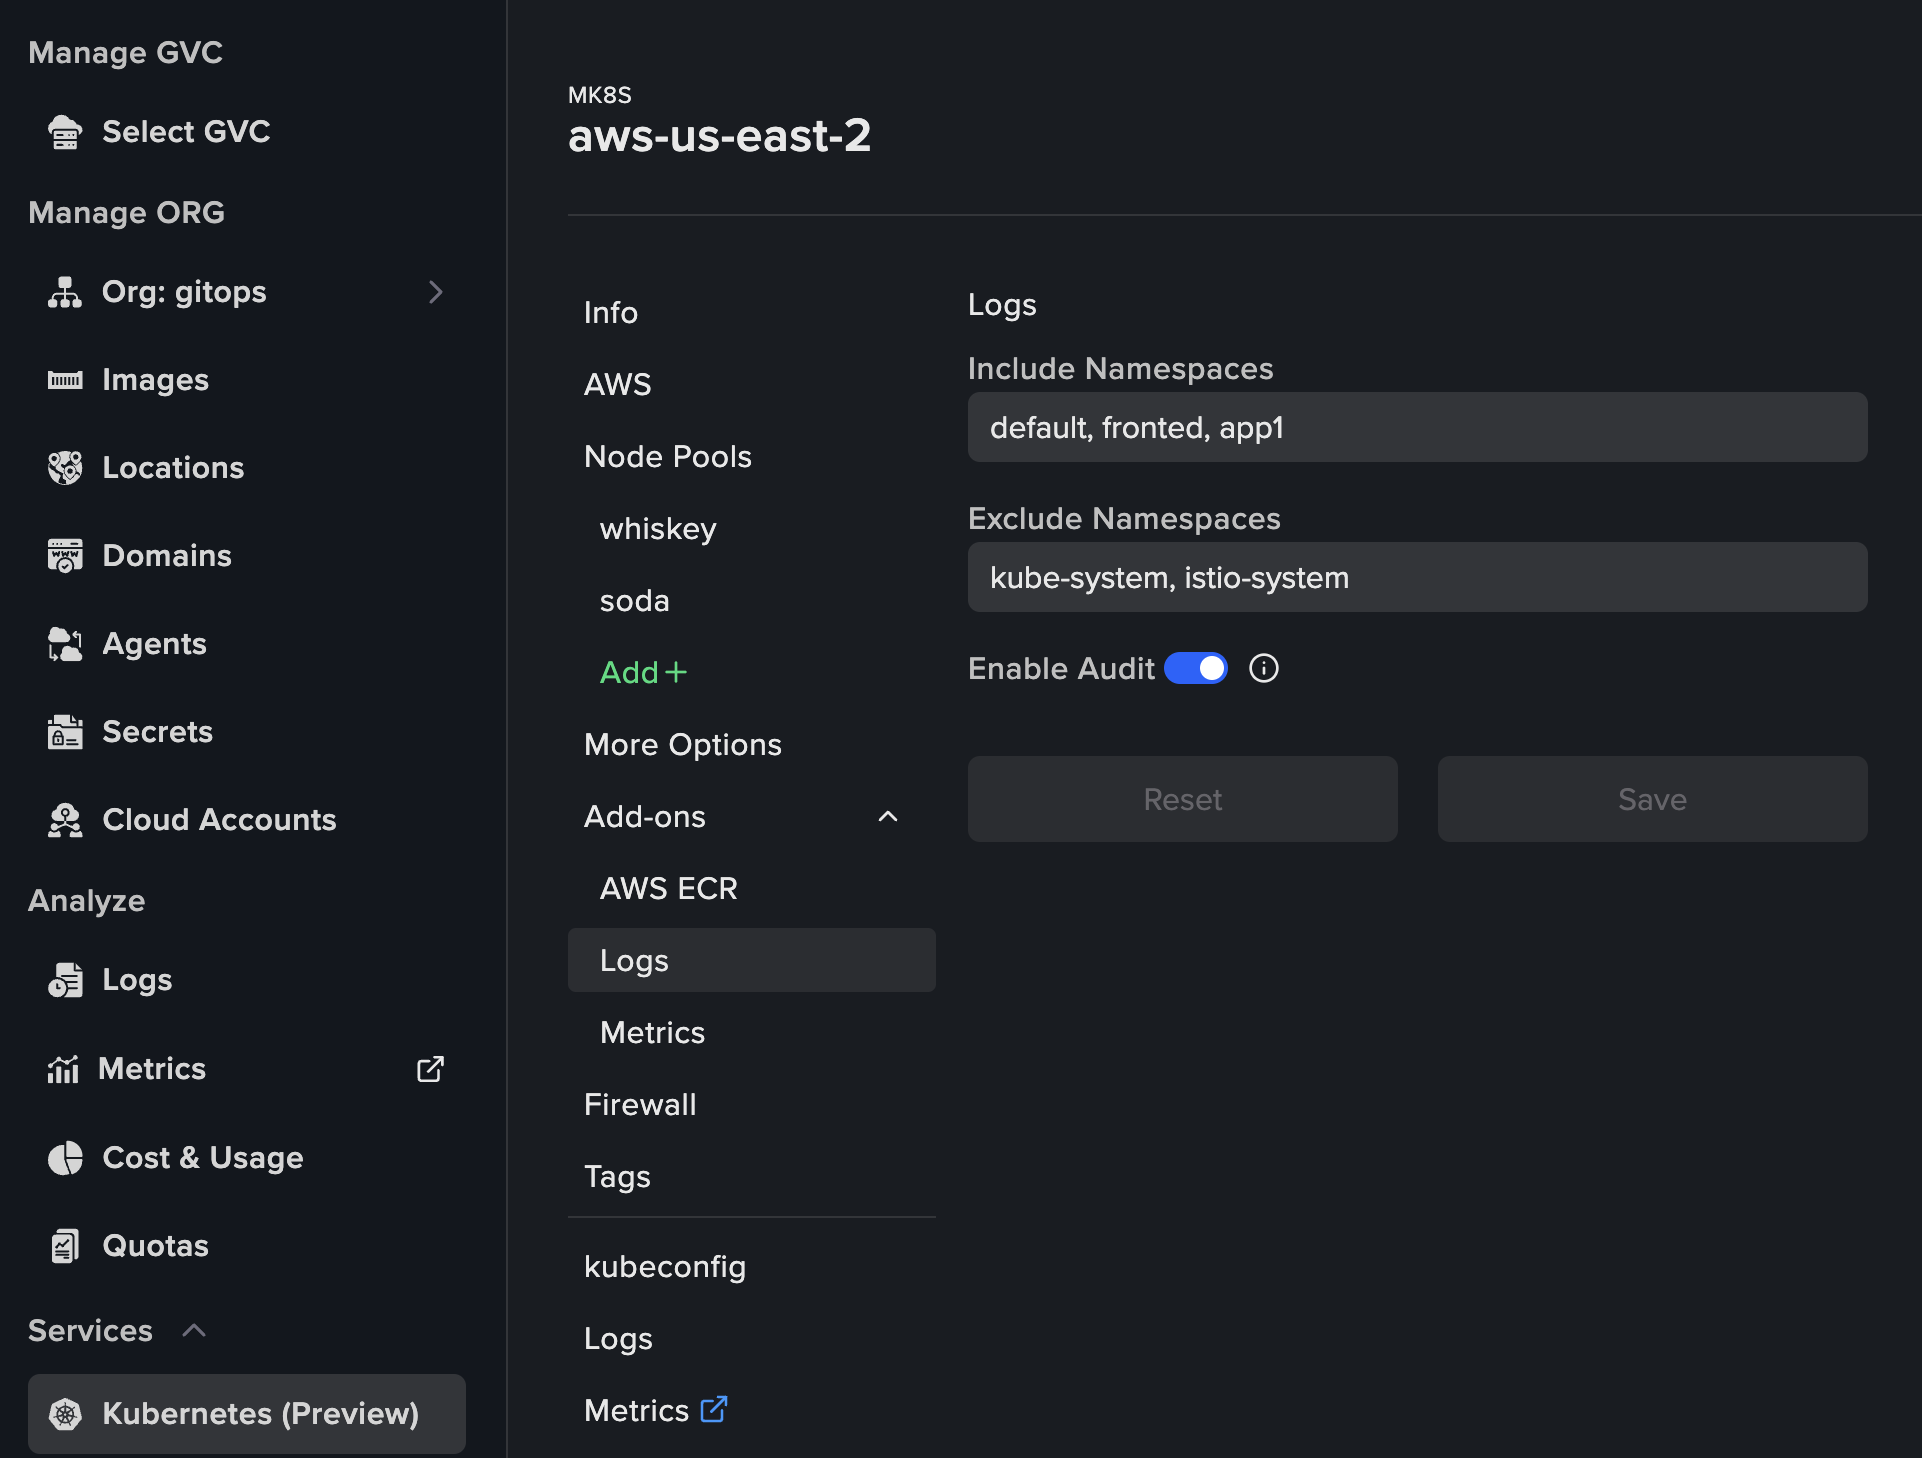 Manage GVC
Select GVC
Manage ORG
Org: gitops
Images
Locations
Domains
Agents
Secrets
Cloud Accounts
Analyze
Logs
Metrics
Cost & Usage
Quotas
Services
Kubernetes (Preview)
MK8S
aws-us-east-2
Info
AWS
Node Pools
whiskey
soda
Add+
More Options
Add-ons
AWS ECR
Logs
Metrics
Firewall
Tags
kubeconfig
Logs
Metrics
Logs
Include Namespaces
default, fronted, app1
Exclude Namespaces
kube-system, istio-system
Enable Audit
Reset
Save